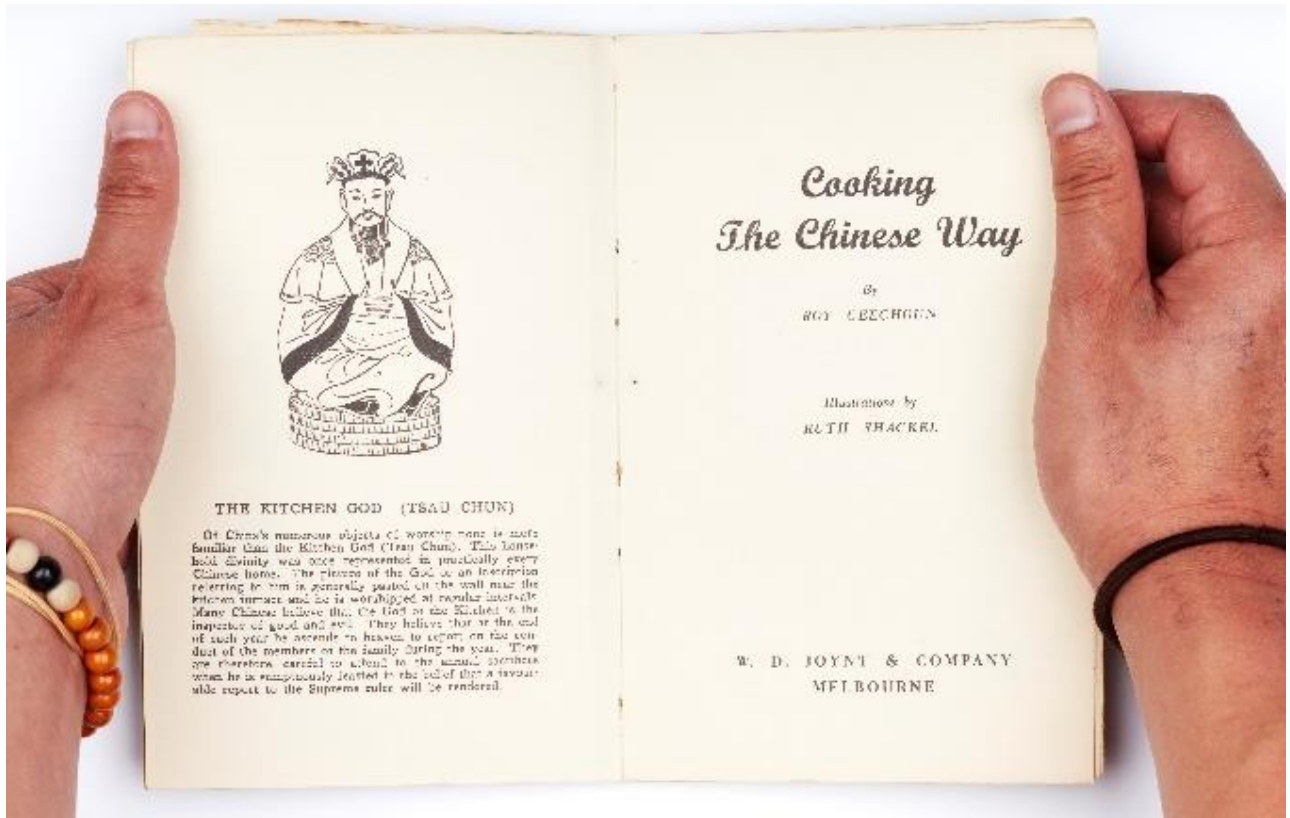 THE KITCHEN GOD (TSAU CHUN)
Of China's numerous objects of worship none is more
familiar than the Kitchen God (Tsau Chun). This house-
hold divinity was once represented in practically every
Chinese home. The picture of the God or an inscription
referring to him is generally pasted on the wall near the
kitchen furnace and he is worshipped at regular intervals.
Many Chinese believe that the God of the Kitchen is the
inspector of good and evil. They believe that at the end
of each year he ascends to heaven to report on the con-
duct of the members of the family during the year. They
are therefore careful to attend to the annual sacrifices
when he is sumptuously feasted in the belief that a favour-
able report to the Supreme ruler will be rendered.
Cooking
The Chinese Way
By
ROY GEECHOUN
Illustrations by
RUTH SHACKEL
W. D. JOYNT & COMPANY
MELBOURNE